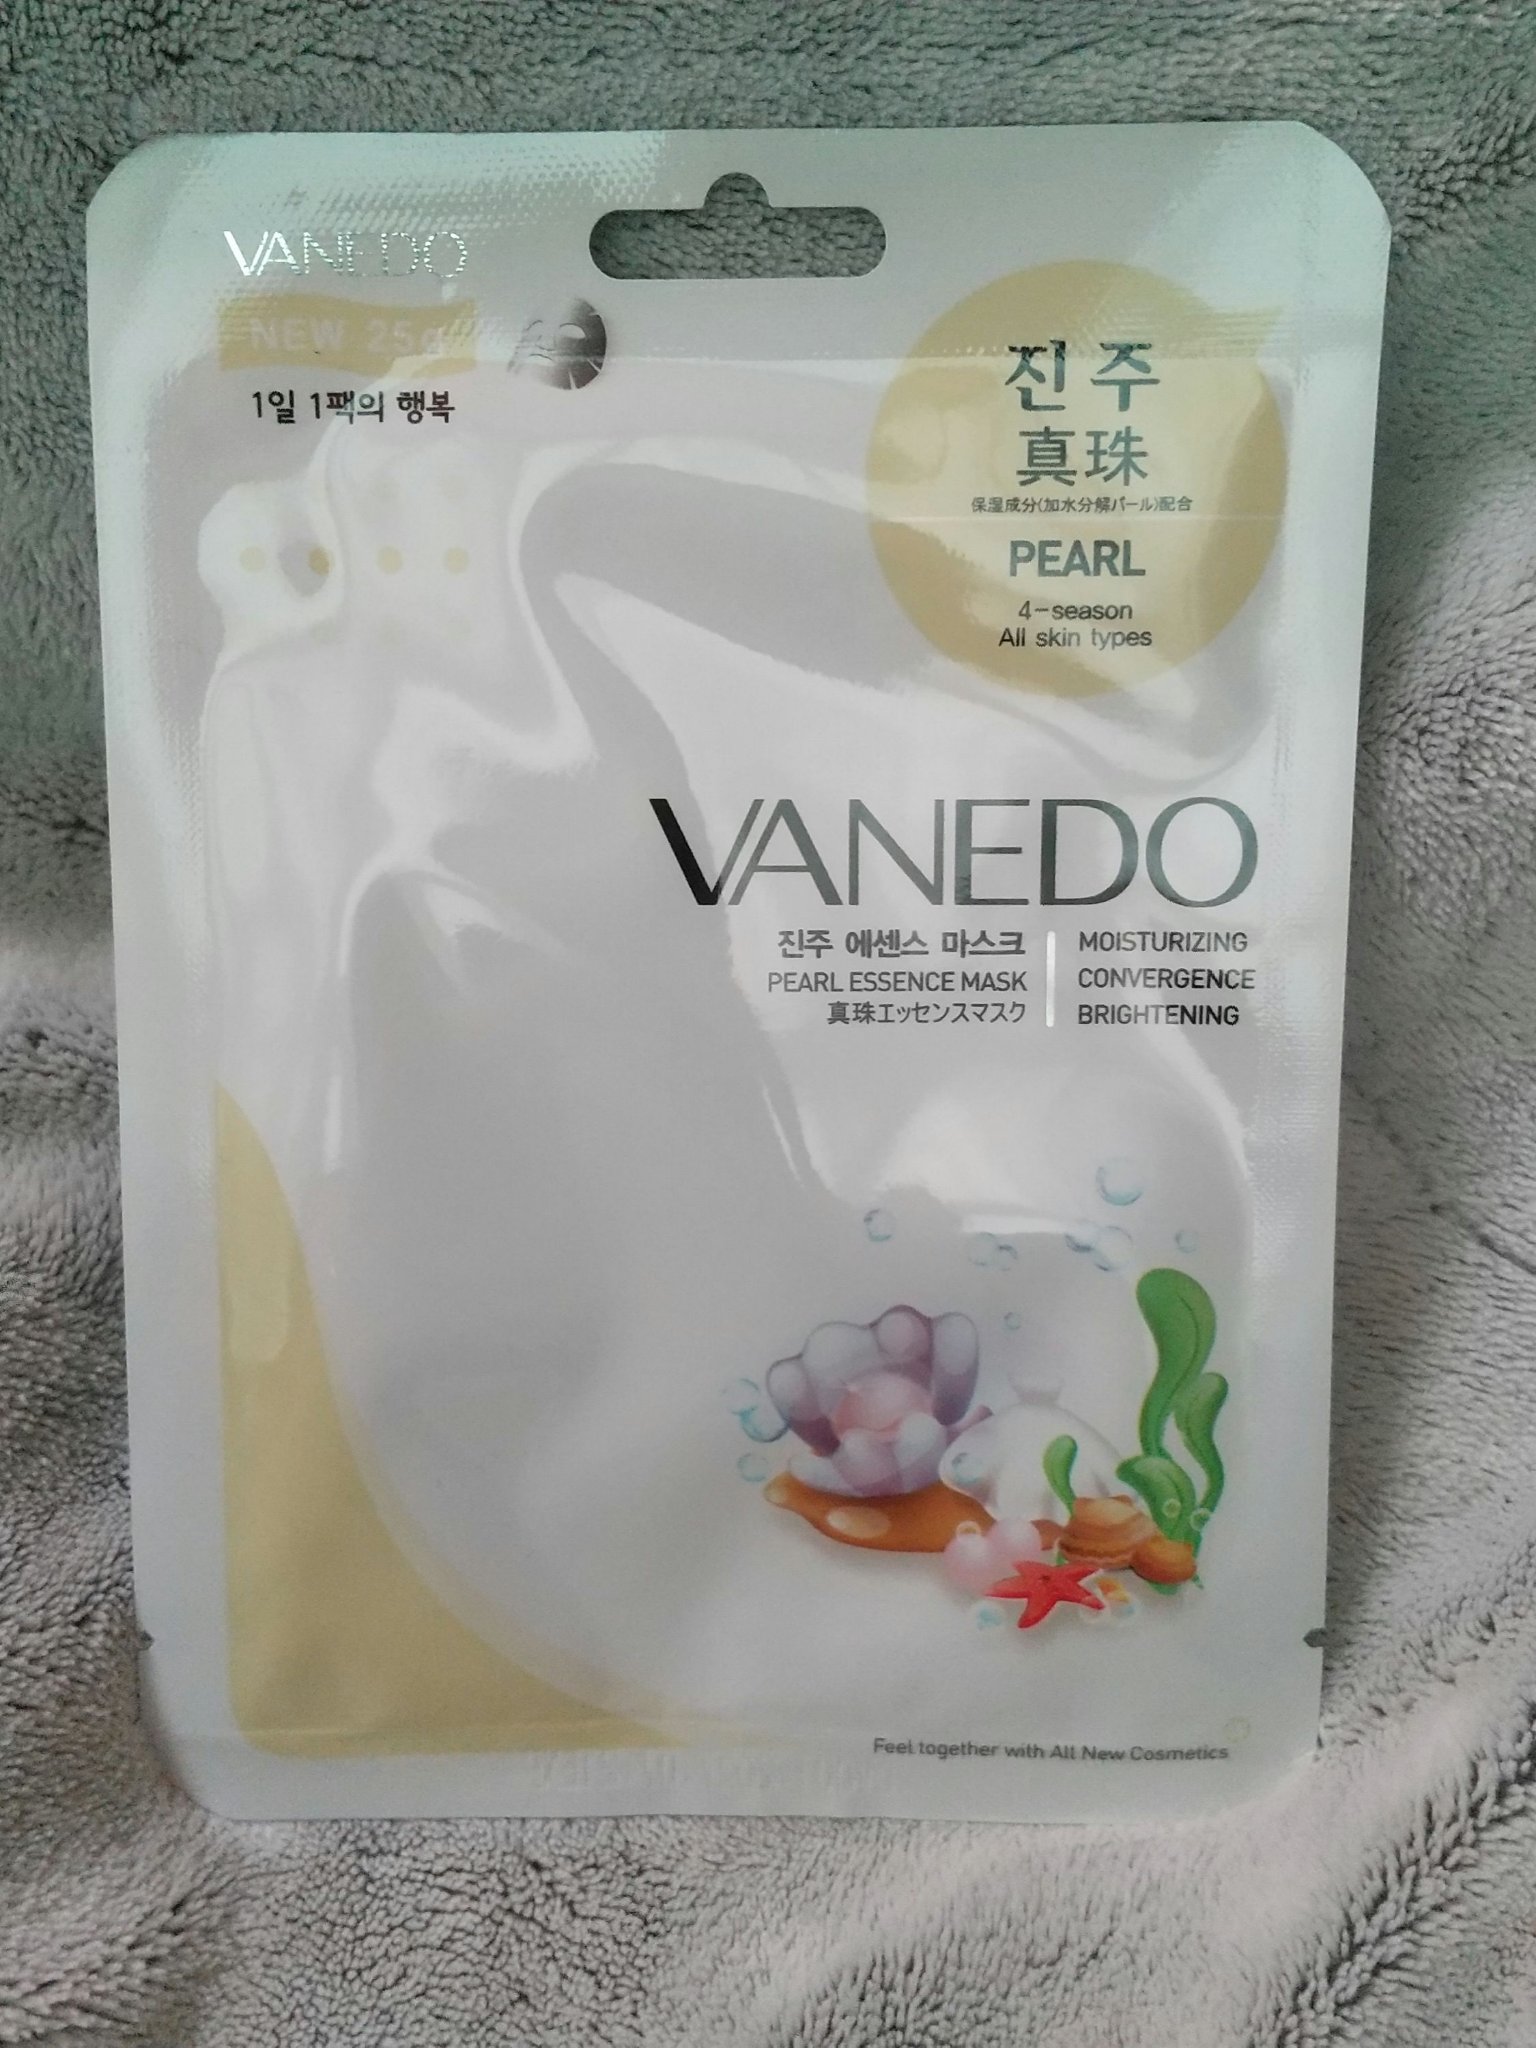 VANEDO
NEW 25g
1일 1팩의 행복
진주
真珠
保湿成分(加水分解パール)配合
PEARL
4-season
All skin types
VANEDO
진주 에센스 마스크
PEARL ESSENCE MASK
真珠エッセンスマスク
MOISTURIZING
CONVERGENCE
BRIGHTENING
Feel together with All New Cosmetics